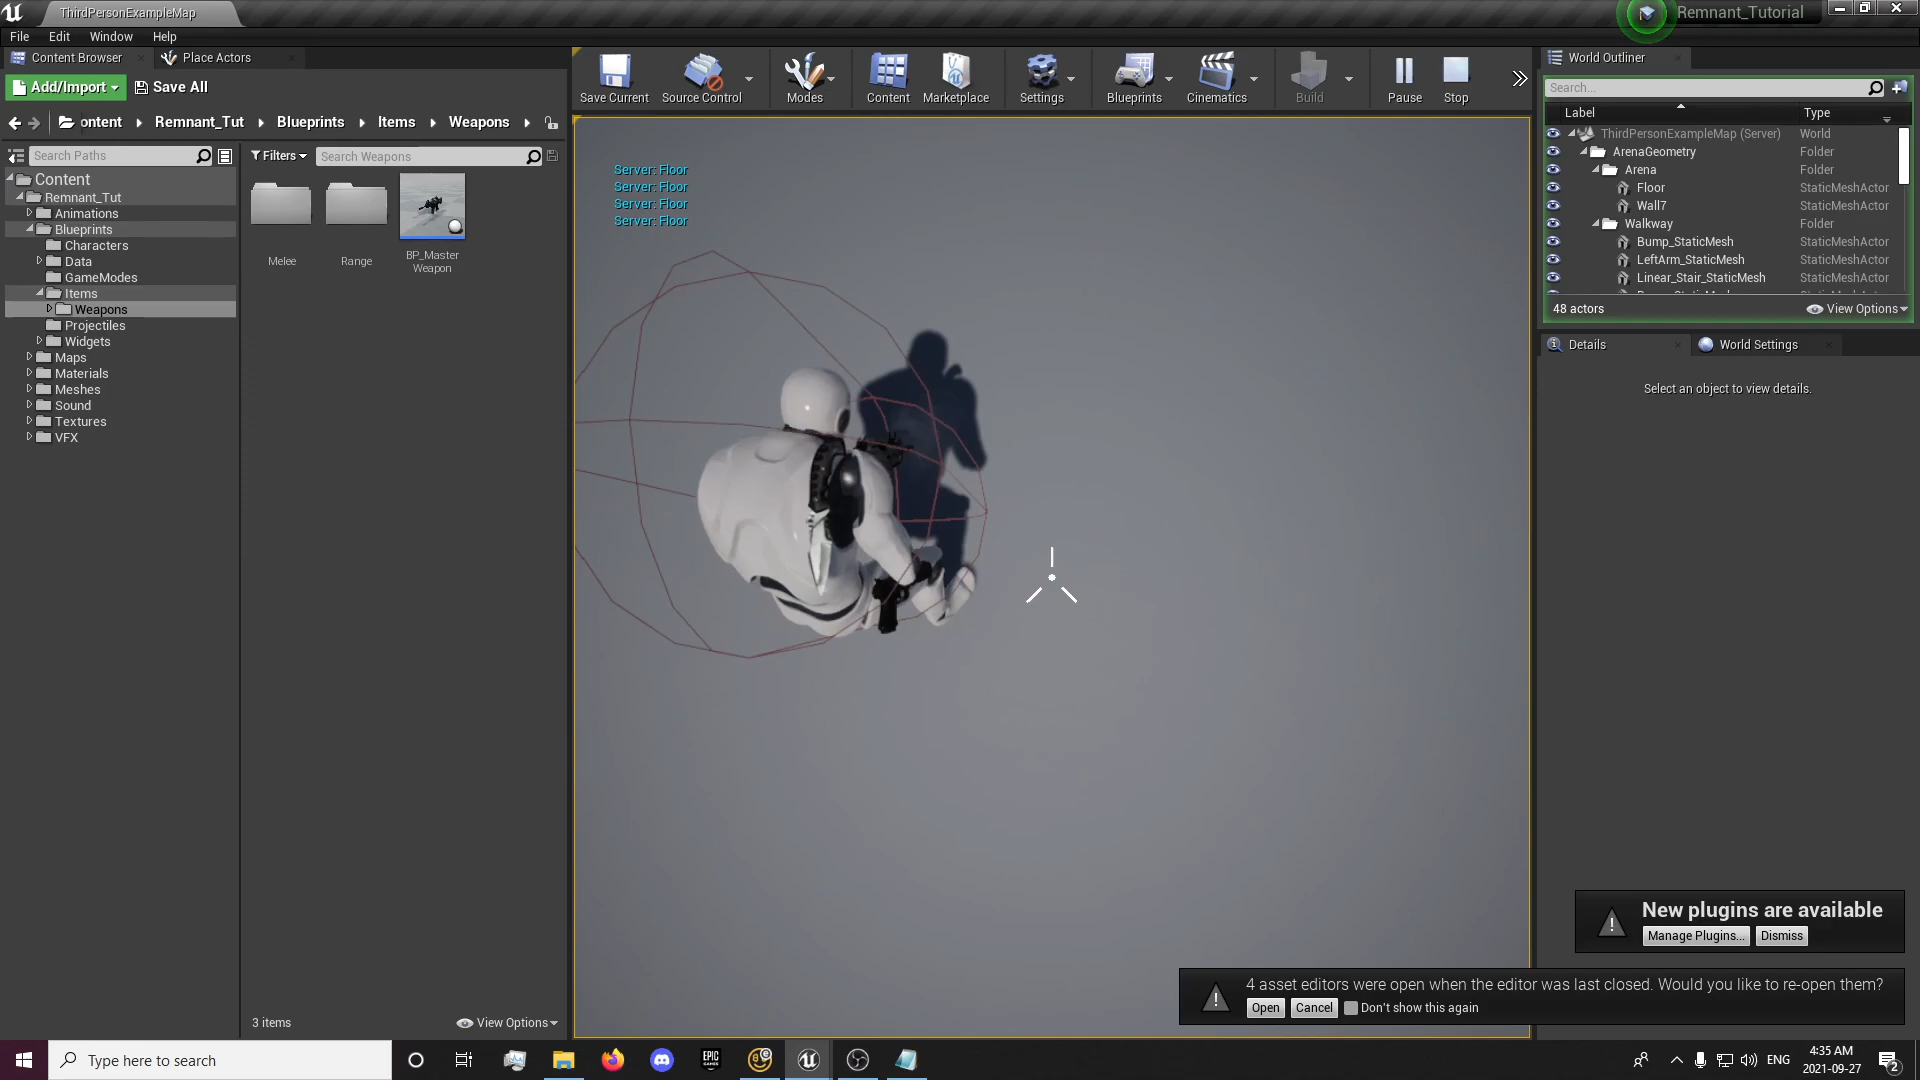 ThirdPersonExampleMap
Remnant_Tutorial
File Edit Window Help
Content Browser
Place Actors
Add/Import
Save All
ontent Remnant_Tut Blueprints Items Weapons
Search Paths
Content
Remnant_Tut
Animations
Blueprints
Characters
Data
GameModes
Items
Weapons
Projectiles
Widgets
Maps
Materials
Meshes
Sound
Textures
VFX
Filters
Search Weapons
Melee
Range
BP_Master
Weapon
3 items
View Options
Save Current
Source Control
Modes
Content
Marketplace
Settings
Blueprints
Cinematics
Build
Pause
Stop
Server: Floor
Server: Floor
Server: Floor
Server: Floor
World Outliner
Search...
Label Type
ThirdPersonExampleMap (Server) World
ArenaGeometry Folder
Arena Folder
Floor StaticMeshActor
Wall7 StaticMeshActor
Walkway Folder
Bump_StaticMesh StaticMeshActor
LeftArm_StaticMesh StaticMeshActor
Linear_Stair_StaticMesh StaticMeshActor
48 actors
View Options
Details
World Settings
Select an object to view details.
New plugins are available
Manage Plugins...
Dismiss
4 asset editors were open when the editor was last closed. Would you like to re-open them?
Open
Cancel
Don't show this again
Type here to search
EPIC
GAMES
ENG
4:35 AM
2021-09-27
2